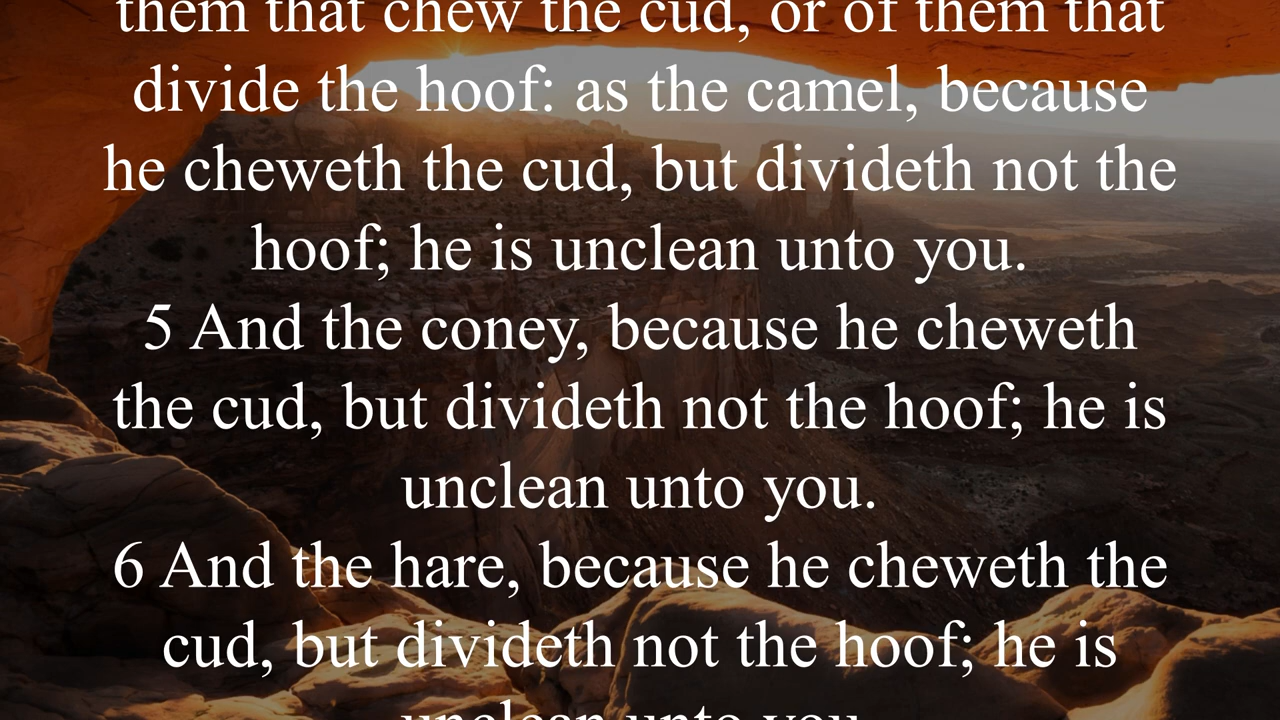 them that chew the cud, or of them that
divide the hoof: as the camel, because
he cheweth the cud, but divideth not the
hoof; he is unclean unto you.
5 And the coney, because he cheweth
the cud, but divideth not the hoof; he is
unclean unto you.
6 And the hare, because he cheweth the
cud, but divideth not the hoof; he is
unclean unto you.